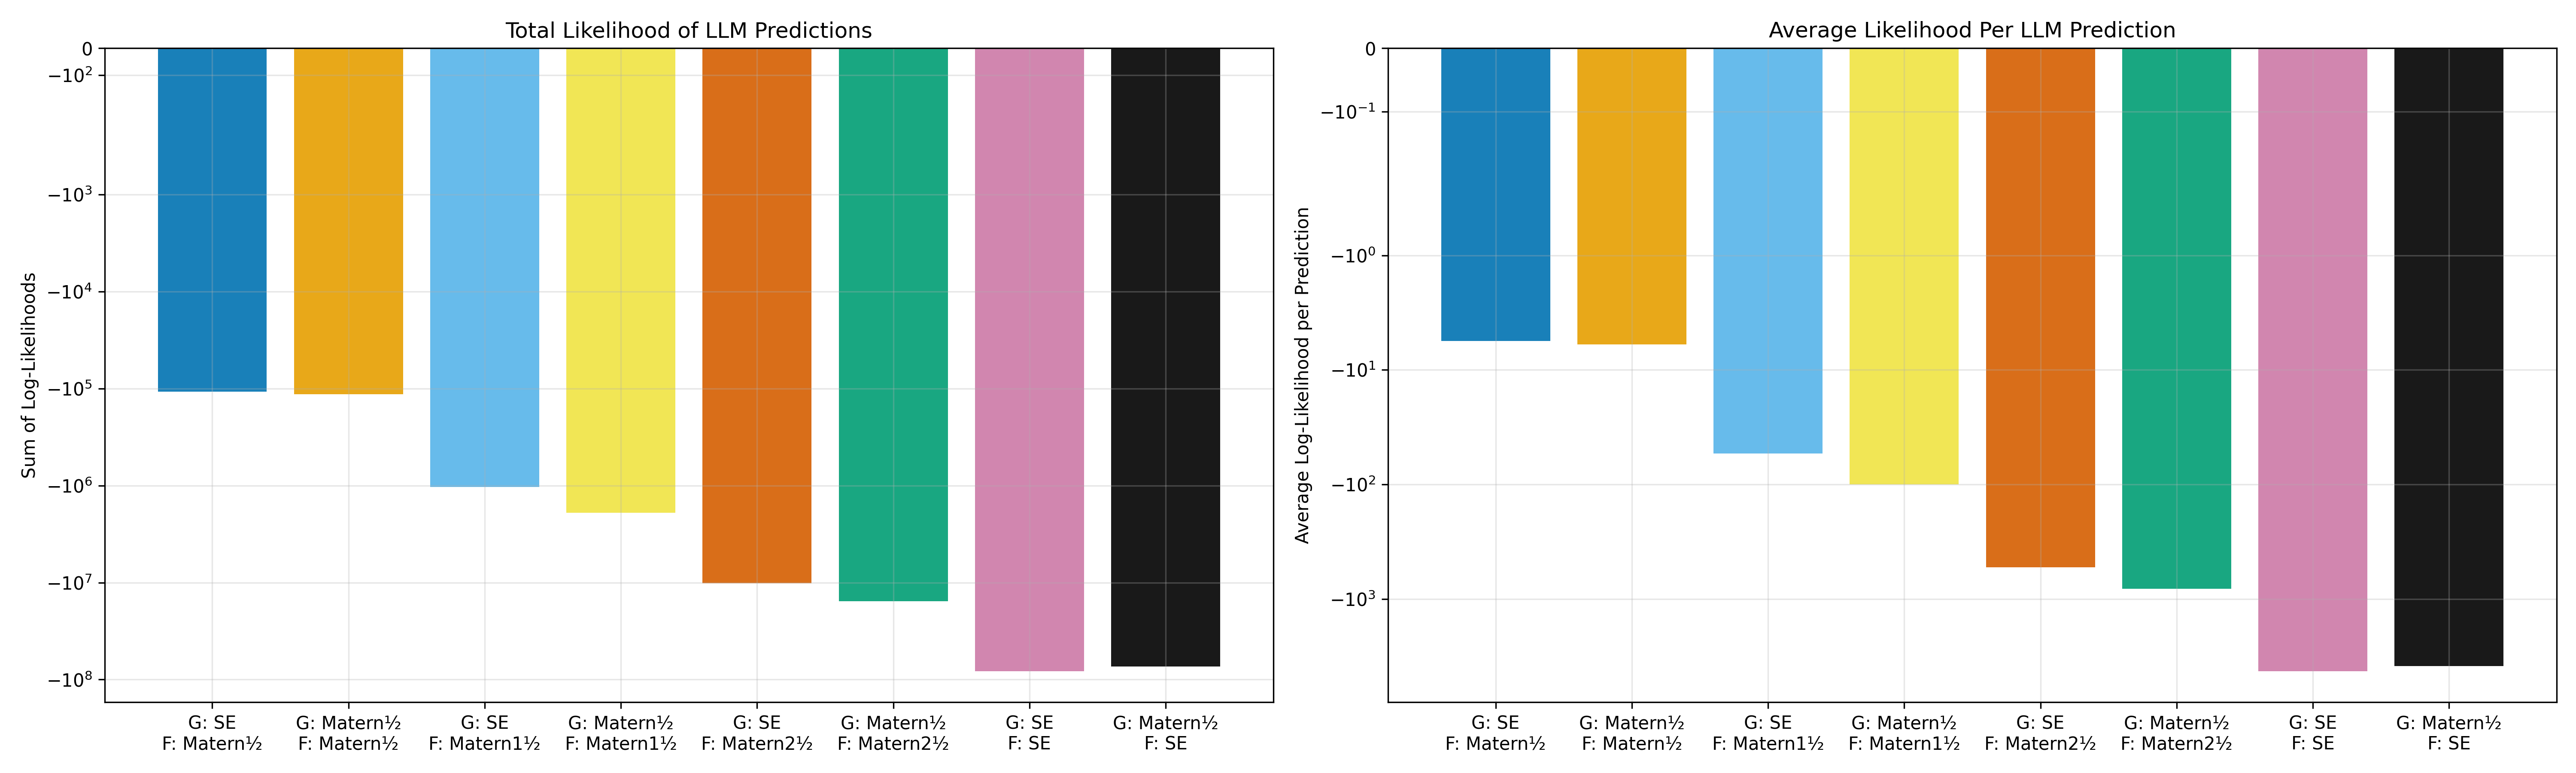 Total Likelihood of LLM Predictions
Sum of Log-Likelihoods
0
−10²
−10³
−10⁴
−10⁵
−10⁶
−10⁷
−10⁸
G: SE
F: Matern½
G: Matern½
F: Matern½
G: SE
F: Matern1½
G: Matern½
F: Matern1½
G: SE
F: Matern2½
G: Matern½
F: Matern2½
G: SE
F: SE
G: Matern½
F: SE
Average Likelihood Per LLM Prediction
Average Log-Likelihood per Prediction
0
−10⁻¹
−10⁰
−10¹
−10²
−10³
G: SE
F: Matern½
G: Matern½
F: Matern½
G: SE
F: Matern1½
G: Matern½
F: Matern1½
G: SE
F: Matern2½
G: Matern½
F: Matern2½
G: SE
F: SE
G: Matern½
F: SE